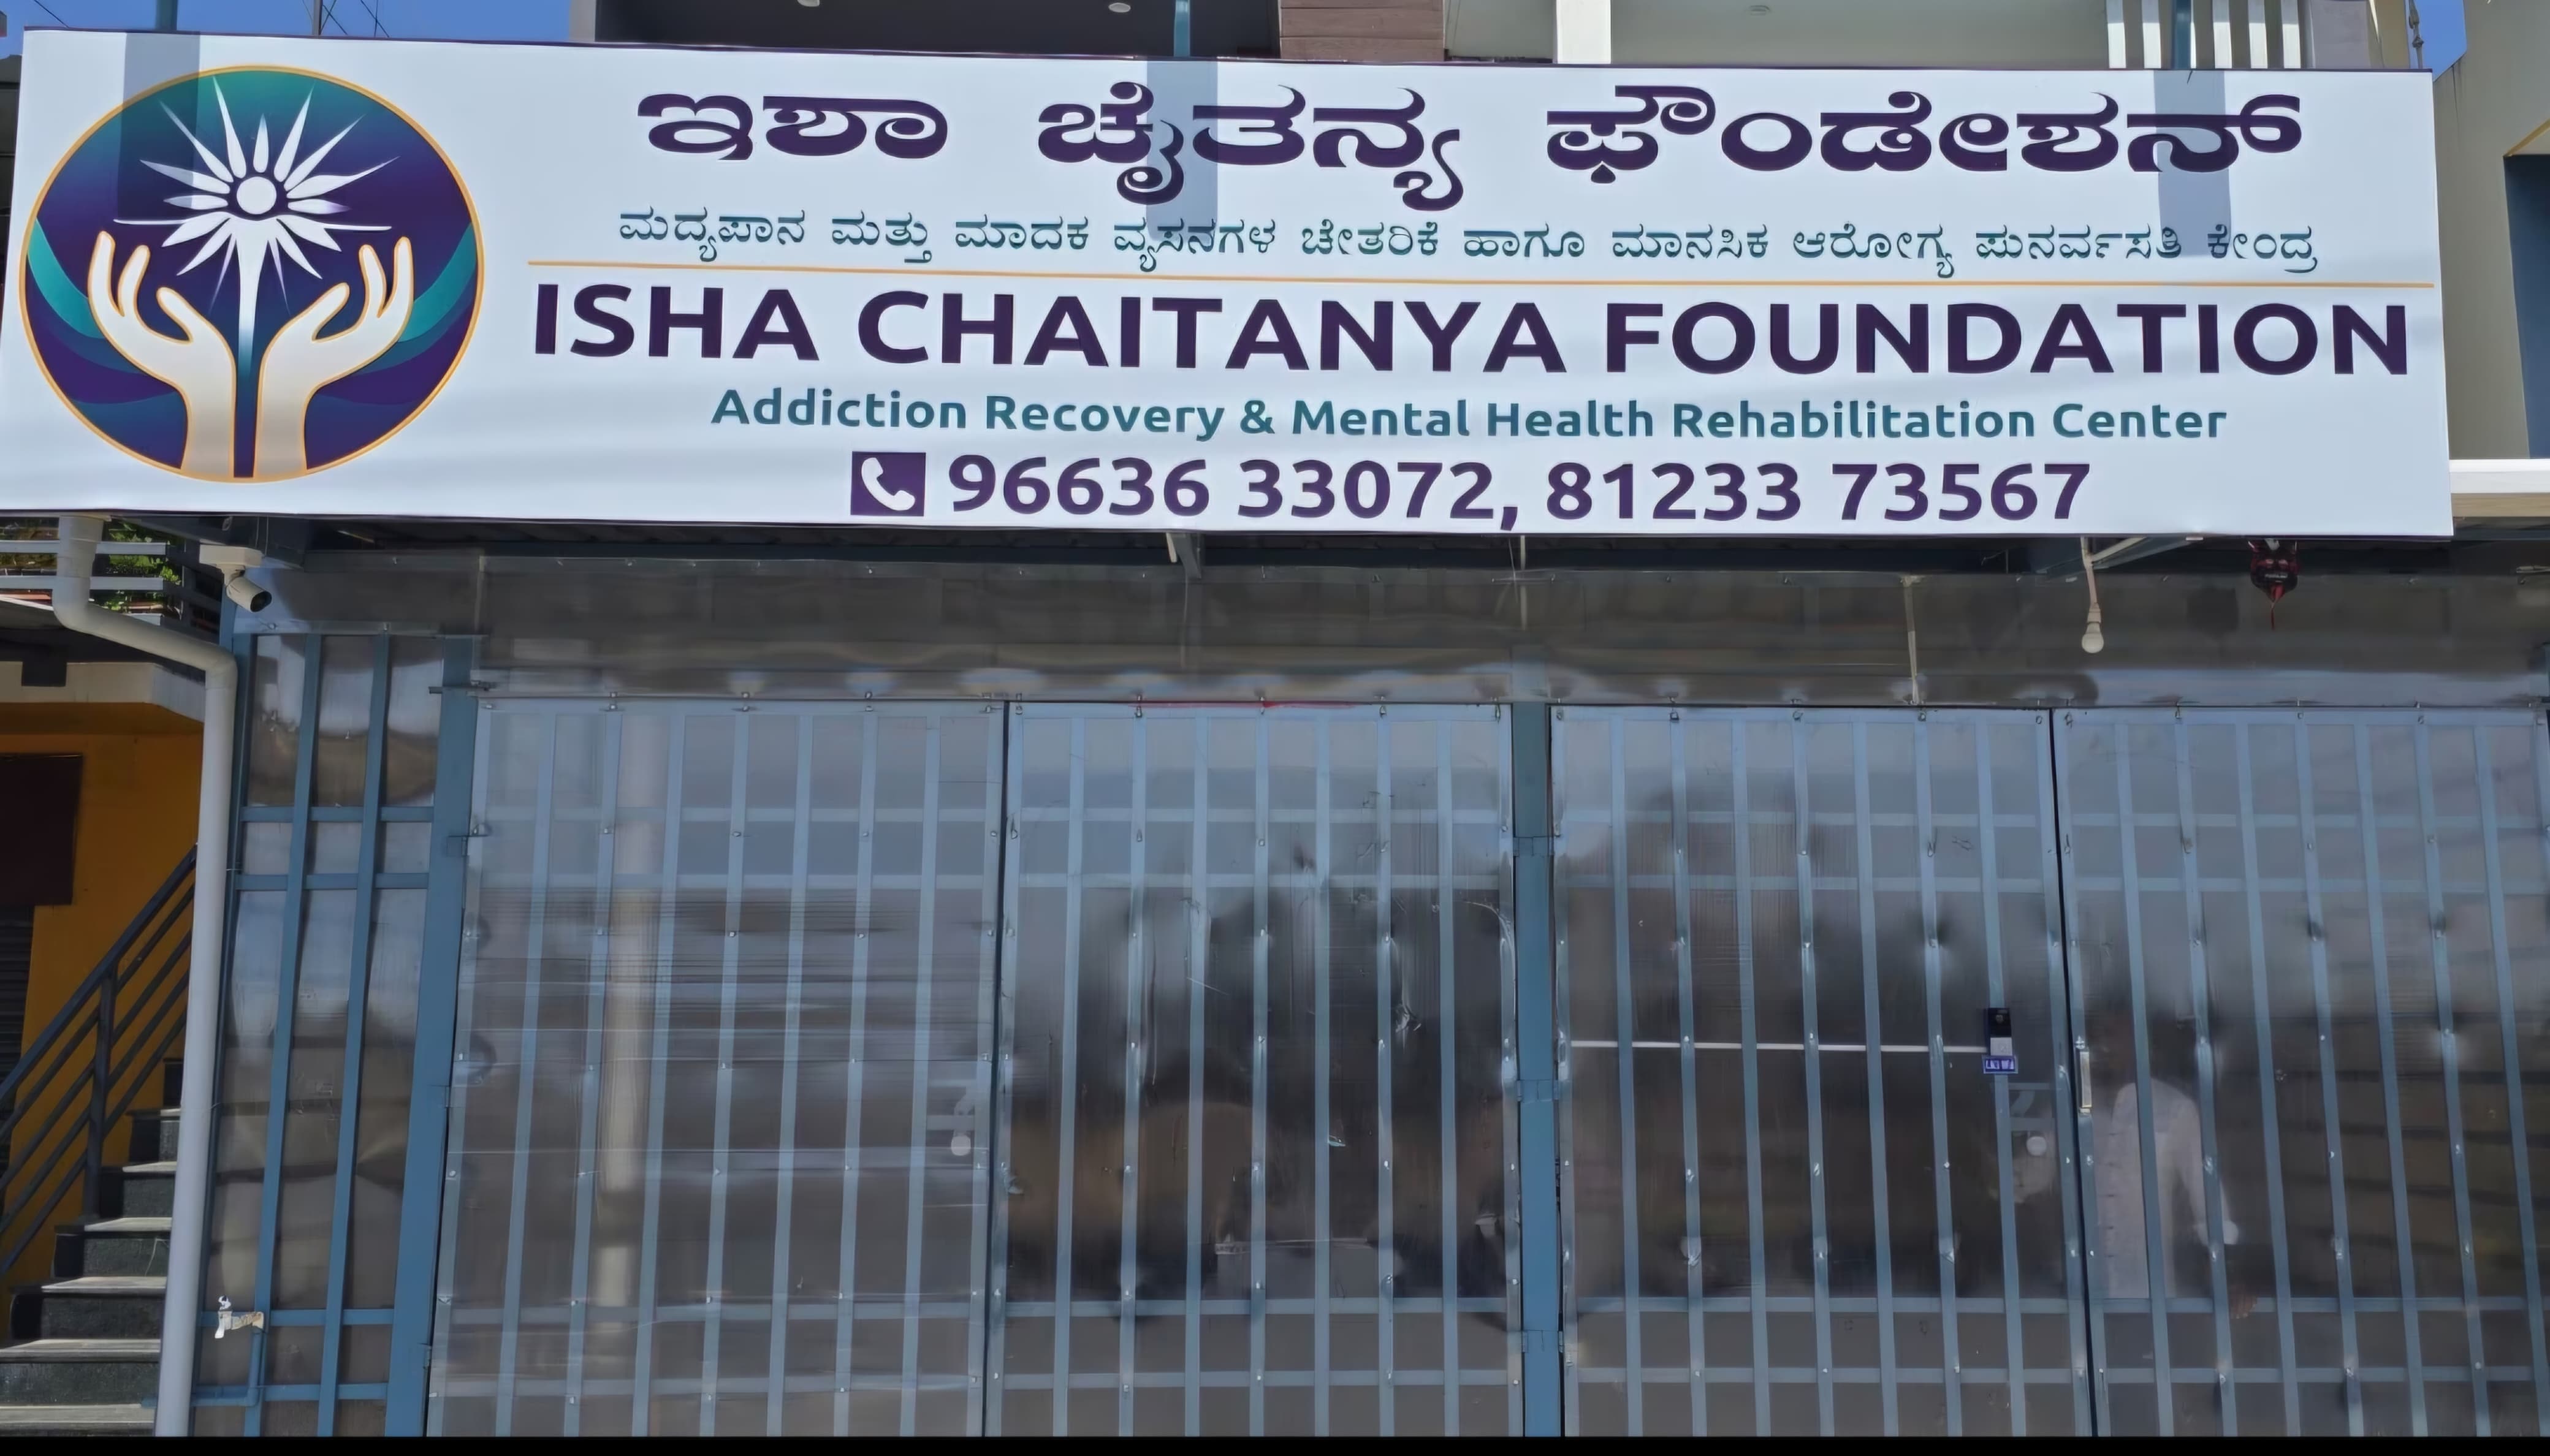 ಇಶಾ ಚೈತನ್ಯ ಫೌಂಡೇಶನ್
ಮದ್ಯಪಾನ ಮತ್ತು ಮಾದಕ ವ್ಯಸನಗಳ ಚೇತರಿಕೆ ಹಾಗೂ ಮಾನಸಿಕ ಆರೋಗ್ಯ ಪುನರ್ವಸತಿ ಕೇಂದ್ರ
ISHA CHAITANYA FOUNDATION
Addiction Recovery & Mental Health Rehabilitation Center
96636 33072, 81233 73567